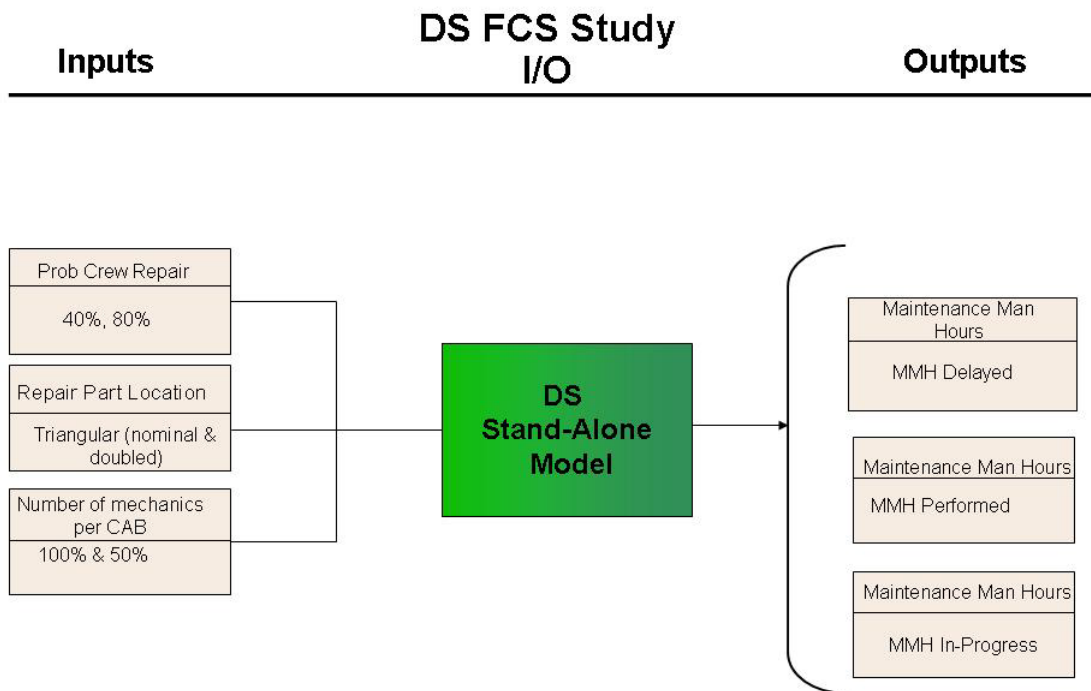 DS FCS Study
I/O
Inputs
Outputs
Prob Crew Repair
40%, 80%
Repair Part Location
Triangular (nominal &
doubled)
Number of mechanics
per CAB
100% & 50%
DS
Stand-Alone
Model
Maintenance Man
Hours
MMH Delayed
Maintenance Man Hours
MMH Performed
Maintenance Man Hours
MMH In-Progress